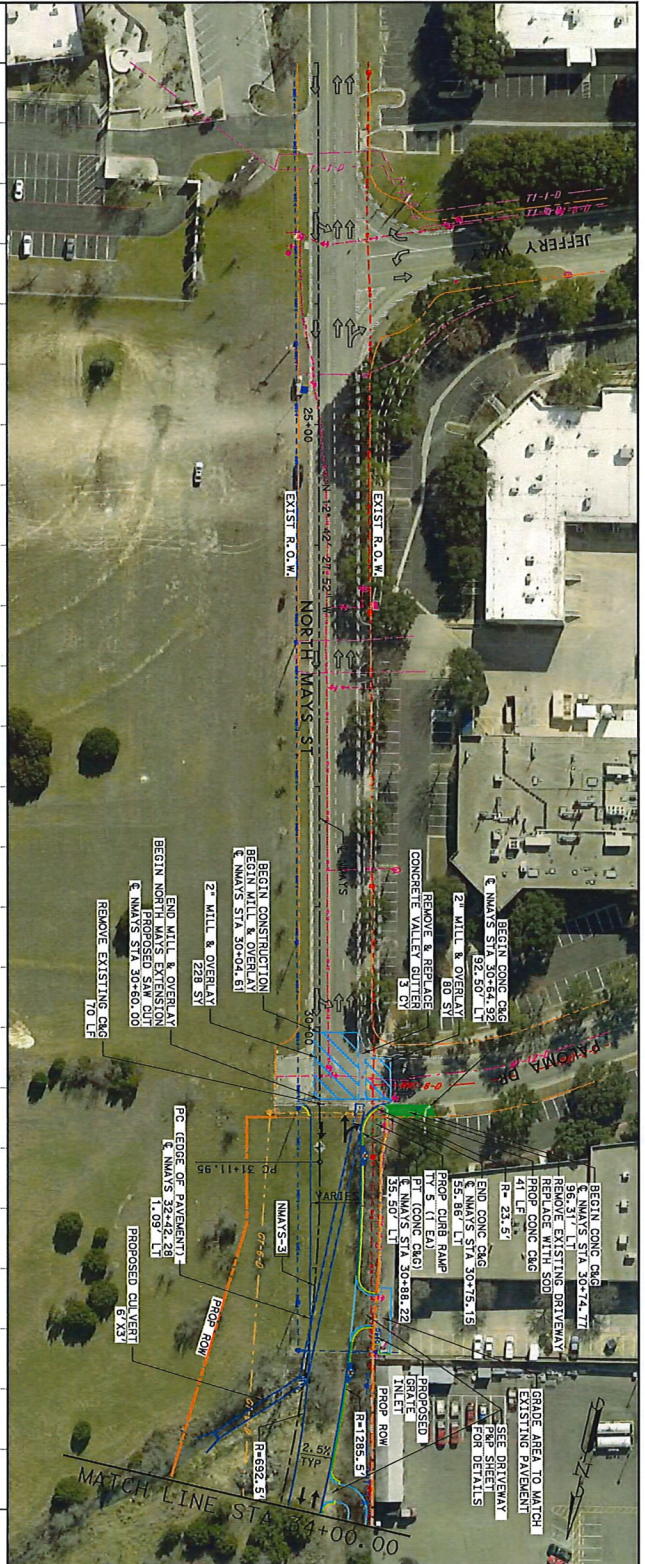 JEFFERY WAY
EXIST R.O.W.
EXIST R.O.W.
25+00
N 12° 42' 27.52" W
NORTH MAYS ST
30+00
PALOMA DR
BEGIN CONC C&G
℄ NMAYS STA 30+64.92
92.50' LT
2" MILL & OVERLAY
80 SY
REMOVE & REPLACE
CONCRETE VALLEY GUTTER
3 CY
BEGIN CONSTRUCTION
BEGIN MILL & OVERLAY
℄ NMAYS STA 30+04.61
2" MILL & OVERLAY
228 SY
END MILL & OVERLAY
BEGIN NORTH MAYS EXTENSION
PROPOSED SAW CUT
℄ NMAYS STA 30+60.00
REMOVE EXISTING C&G
70 LF
BEGIN CONC C&G
℄ NMAYS STA 30+74.77
96.31' LT
REMOVE EXISTING DRIVEWAY
REPLACE WITH SOD
PROP CONC C&G
41 LF
R= 23.5'
END CONC C&G
℄ NMAYS STA 30+75.15
55.86' LT
PROP CURB RAMP
TY 5 (1 EA)
PT (CONC C&G)
℄ NMAYS STA 30+88.22
35.50' LT
GRADE AREA TO MATCH
EXISTING PAVEMENT
SEE DRIVEWAY
P&P SHEET
FOR DETAILS
PROP ROW
PROPOSED
GRATE
INLET
R=1285.5'
VARIES
PC 31+11.95
NMAYS-3
PC (EDGE OF PAVEMENT)
℄ NMAYS 32+42.28
1.09' LT
PROPOSED CULVERT
6'X3'
PROP ROW
R=692.5'
2.5%
TYP
MATCH LINE STA 34+00.00